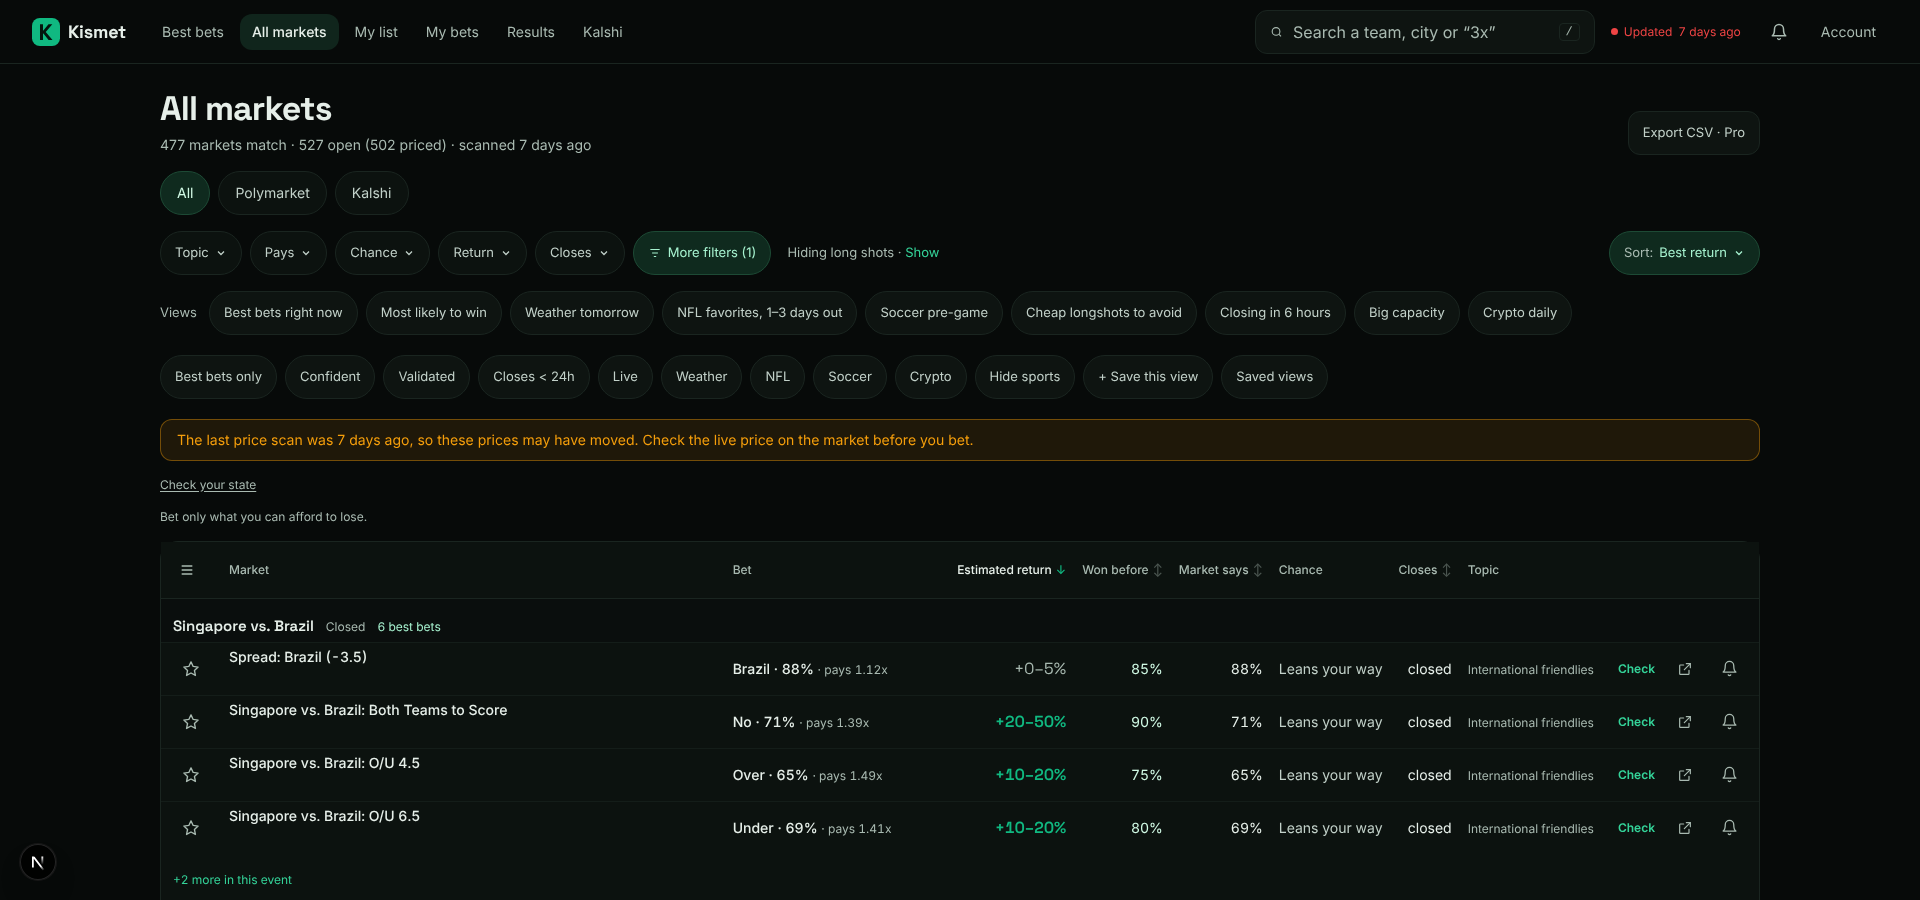 K Kismet Best bets All markets My list My bets Results Kalshi Search a team, city or “3x” / Updated 7 days ago Account
All markets
477 markets match · 527 open (502 priced) · scanned 7 days ago
Export CSV · Pro
All Polymarket Kalshi
Topic Pays Chance Return Closes More filters (1) Hiding long shots · Show Sort: Best return
Views Best bets right now Most likely to win Weather tomorrow NFL favorites, 1–3 days out Soccer pre-game Cheap longshots to avoid Closing in 6 hours Big capacity Crypto daily
Best bets only Confident Validated Closes < 24h Live Weather NFL Soccer Crypto Hide sports + Save this view Saved views
The last price scan was 7 days ago, so these prices may have moved. Check the live price on the market before you bet.
Check your state
Bet only what you can afford to lose.
Market Bet Estimated return ↓ Won before Market says Chance Closes Topic
Singapore vs. Brazil Closed 6 best bets
Spread: Brazil (-3.5) Brazil · 88% · pays 1.12x +0–5% 85% 88% Leans your way closed International friendlies Check
Singapore vs. Brazil: Both Teams to Score No · 71% · pays 1.39x +20–50% 90% 71% Leans your way closed International friendlies Check
Singapore vs. Brazil: O/U 4.5 Over · 65% · pays 1.49x +10–20% 75% 65% Leans your way closed International friendlies Check
Singapore vs. Brazil: O/U 6.5 Under · 69% · pays 1.41x +10–20% 80% 69% Leans your way closed International friendlies Check
N
+2 more in this event